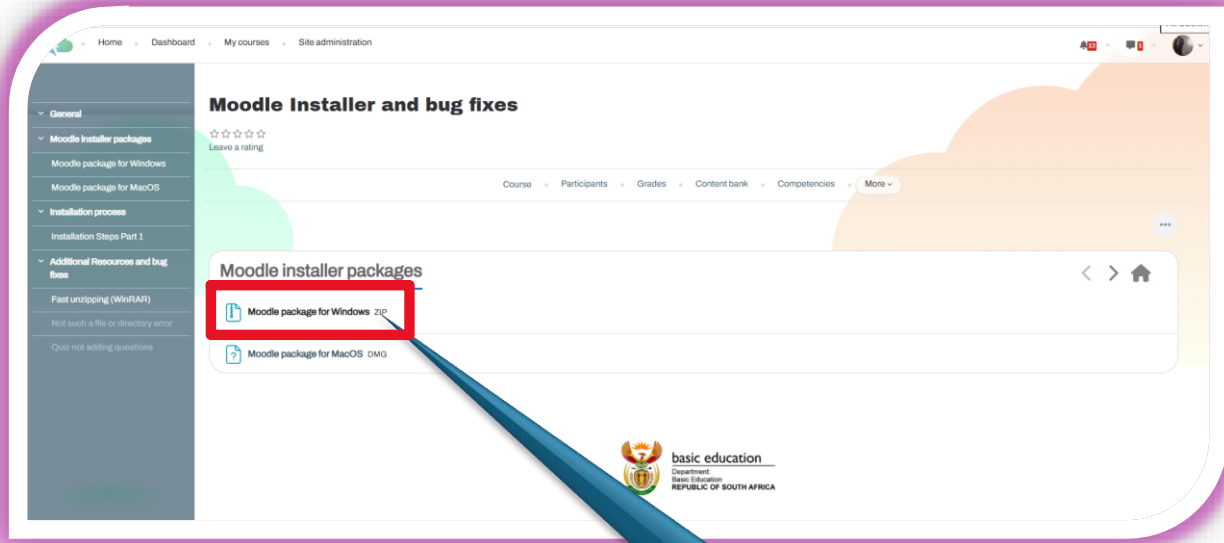 Home Dashboard My courses Site administration
13 1
General
Moodle installer packages
Moodle package for Windows
Moodle package for MacOS
Installation process
Installation Steps Part 1
Additional Resources and bug
fixes
Fast unzipping (WinRAR)
Not such a file or directory error
Quiz not adding questions
Moodle Installer and bug fixes
Leave a rating
Course Participants Grades Content bank Competencies More
Moodle installer packages
Moodle package for Windows ZIP
Moodle package for MacOS DMG
basic education
Department:
Basic Education
REPUBLIC OF SOUTH AFRICA